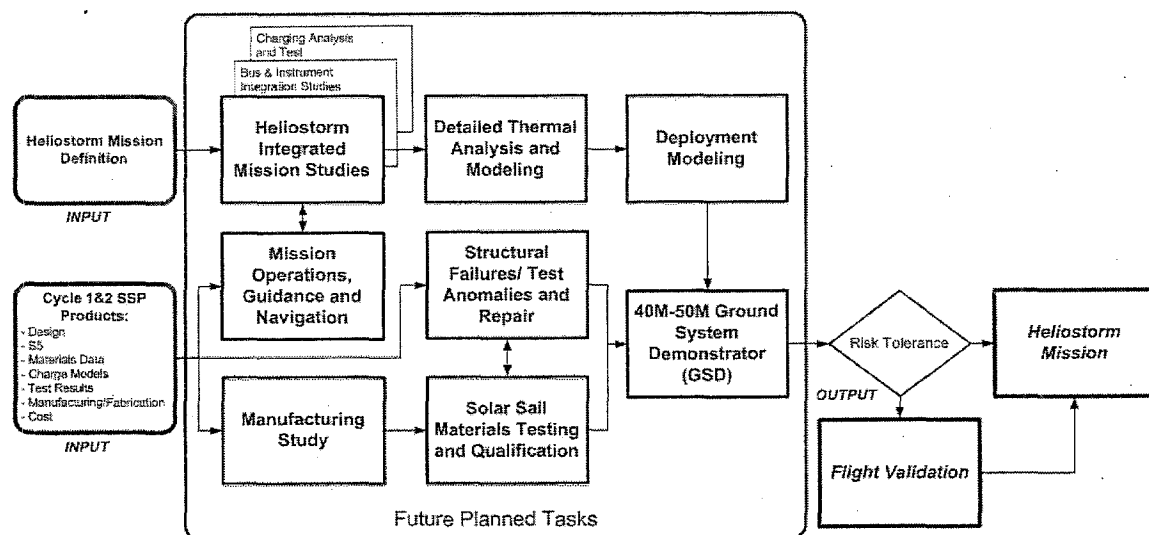 Charging Analysis
and Test
Bus & Instrument
Integration Studies
Heliostorm Mission
Definition
INPUT
Heliostorm
Integrated
Mission Studies
Detailed Thermal
Analysis and
Modeling
Deployment
Modeling
Cycle 1&2 SSP
Products:
- Design
- S5
- Materials Data
- Charge Models
- Test Results
- Manufacturing/Fabrication
- Cost
INPUT
Mission
Operations,
Guidance and
Navigation
Structural
Failures/ Test
Anomalies and
Repair
40M-50M Ground
System
Demonstrator
(GSD)
Risk Tolerance
OUTPUT
Heliostorm
Mission
Manufacturing
Study
Solar Sail
Materials Testing
and Qualification
Flight Validation
Future Planned Tasks